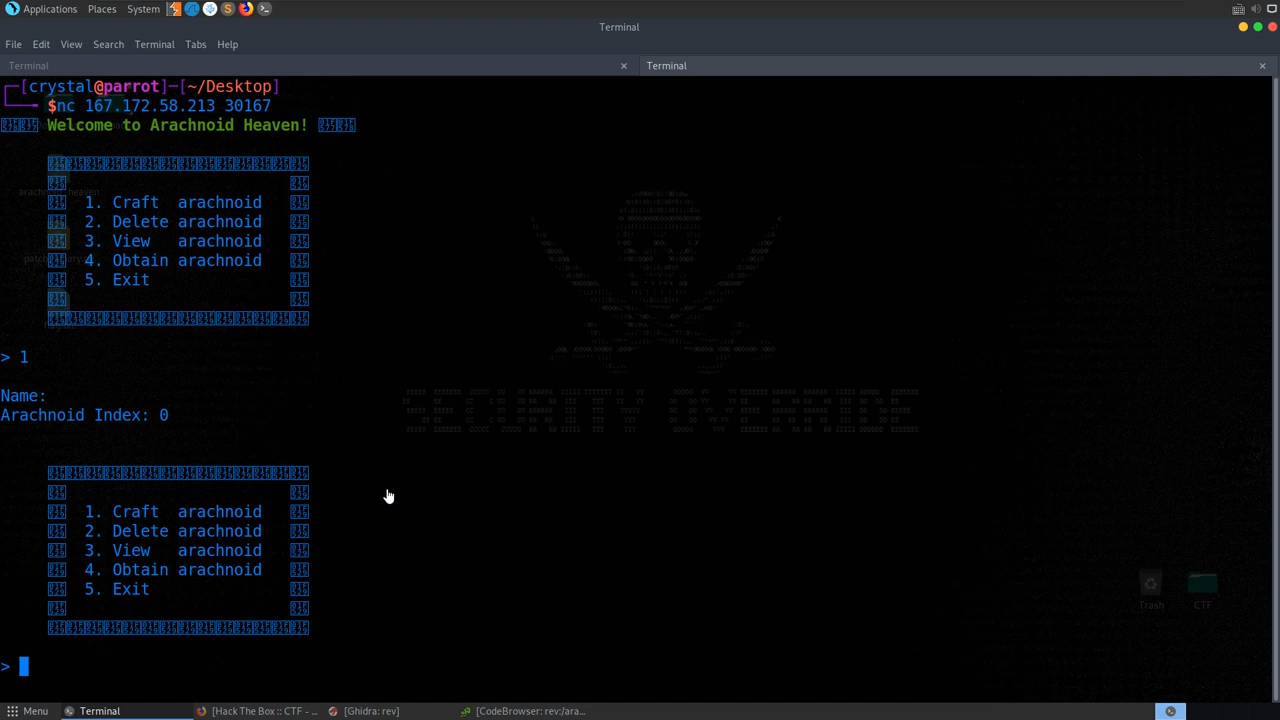 Applications Places System
Terminal
File Edit View Search Terminal Tabs Help
Terminal
Terminal
[crystal@parrot]─[~/Desktop]
$nc 167.172.58.213 30167
Welcome to Arachnoid Heaven!
1. Craft arachnoid
2. Delete arachnoid
3. View arachnoid
4. Obtain arachnoid
5. Exit
> 1
Name:
Arachnoid Index: 0
1. Craft arachnoid
2. Delete arachnoid
3. View arachnoid
4. Obtain arachnoid
5. Exit
>
Trash CTF
Menu Terminal [Hack The Box :: CTF - ... [Ghidra: rev] [CodeBrowser: rev:/ara...